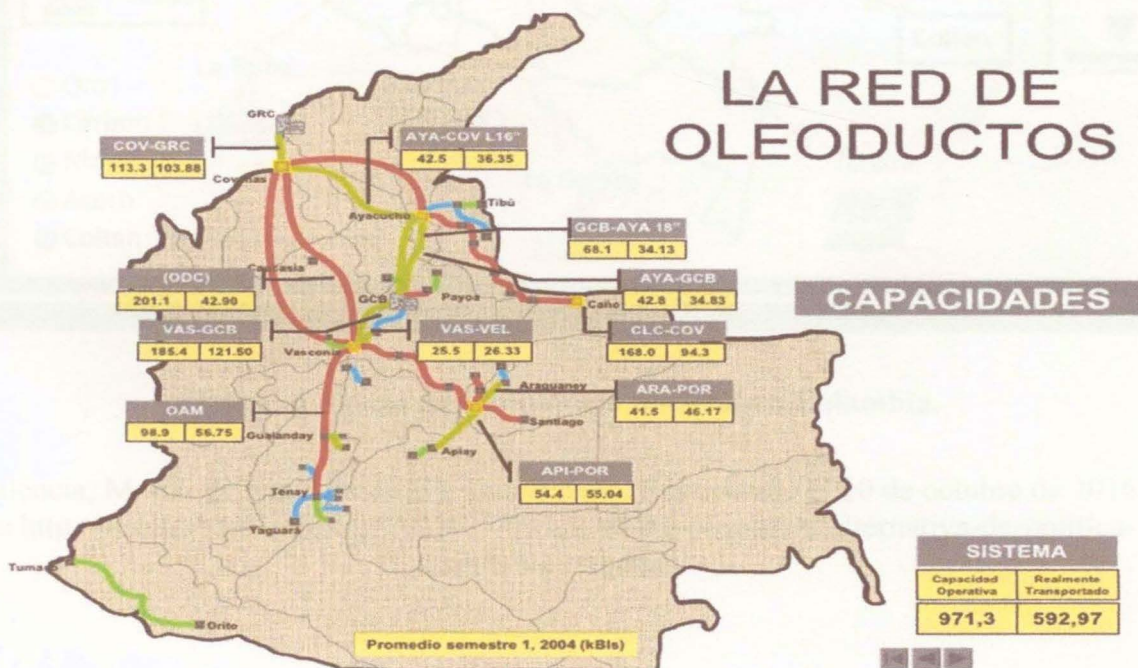 LA RED DE
OLEODUCTOS
CAPACIDADES
GRC
COV-GRC
113.3 103.88
AYA-COV L16"
42.5 36.35
Coveñas
Ayacucho
Tibú
GCB-AYA 18"
68.1 34.13
(ODC)
201.1 42.90
Caucasia
GCB
Payoa
AYA-GCB
42.8 34.83
Caño
VAS-GCB
185.4 121.50
Vasconia
VAS-VEL
25.5 26.33
CLC-COV
168.0 94.3
Araguaney
ARA-POR
41.5 46.17
OAM
98.9 56.75
Santiago
Gualanday
Apiay
API-POR
54.4 55.04
Tenay
Yaguará
Tumaco
Orito
SISTEMA
Capacidad Operativa
Realmente Transportado
971,3 592,97
Promedio semestre 1, 2004 (kBls)